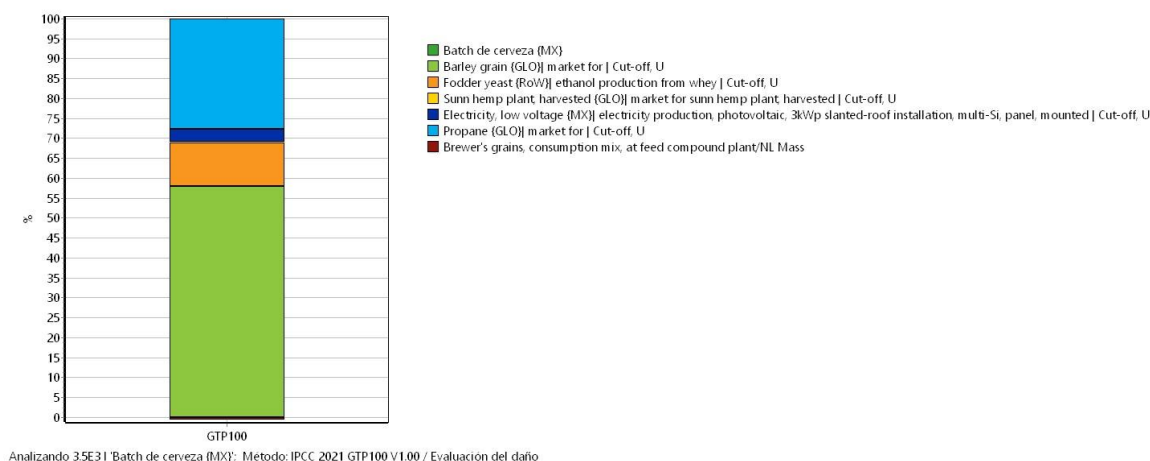 100
95
90
85
80
75
70
65
60
55
50
45
40
35
30
25
20
15
10
5
0
%
GTP100
Batch de cerveza {MX}
Barley grain {GLO}| market for | Cut-off, U
Fodder yeast {RoW}| ethanol production from whey | Cut-off, U
Sunn hemp plant, harvested {GLO}| market for sunn hemp plant, harvested | Cut-off, U
Electricity, low voltage {MX}| electricity production, photovoltaic, 3kWp slanted-roof installation, multi-Si, panel, mounted | Cut-off, U
Propane {GLO}| market for | Cut-off, U
Brewer's grains, consumption mix, at feed compound plant/NL Mass
Analizando 3.5E3 l 'Batch de cerveza {MX}'; Método: IPCC 2021 GTP100 V1.00 / Evaluación del daño